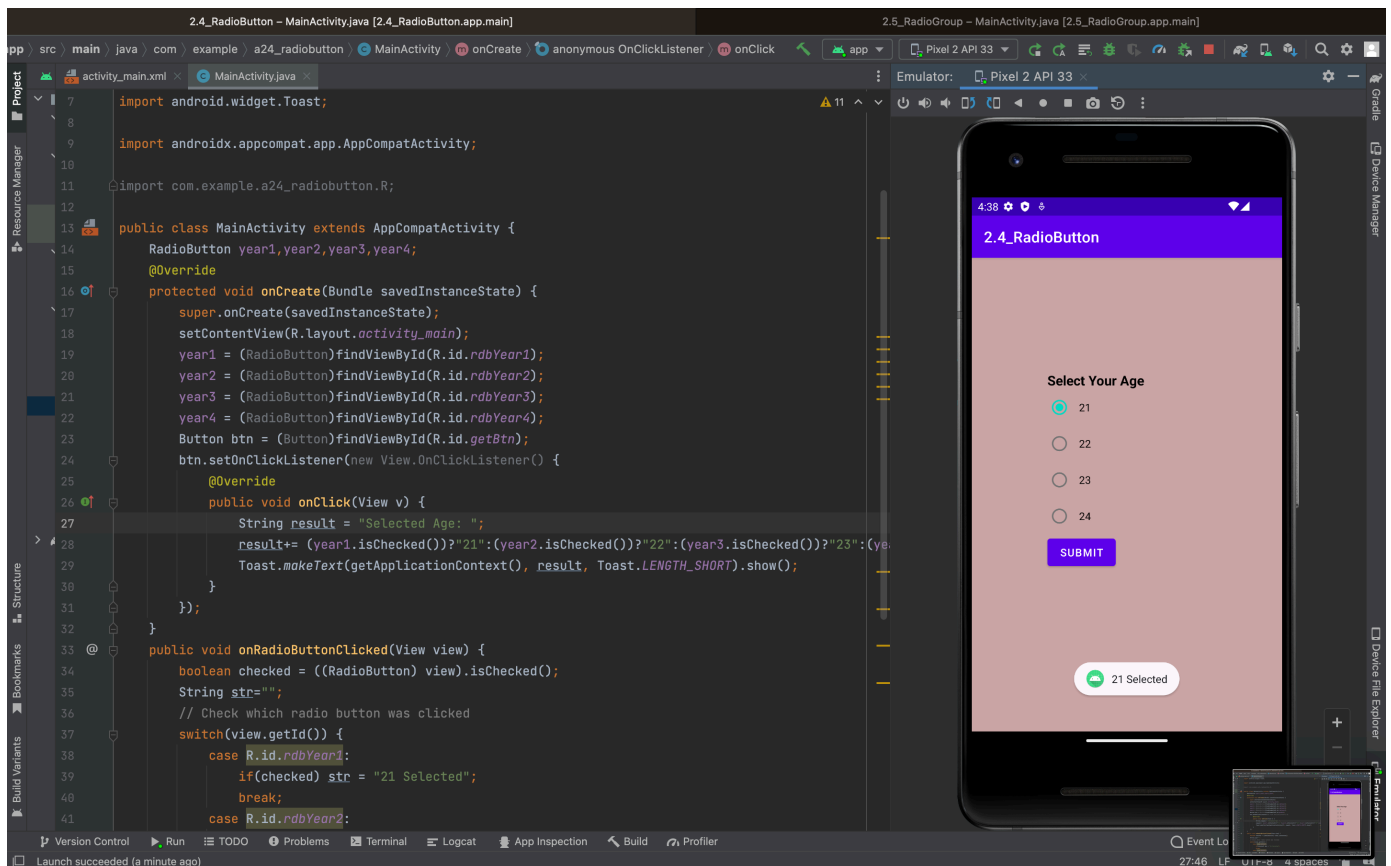 2.4_RadioButton – MainActivity.java [2.4_RadioButton.app.main]
2.5_RadioGroup – MainActivity.java [2.5_RadioGroup.app.main]
app src main java com example a24_radiobutton MainActivity onCreate anonymous OnClickListener onClick
app
Pixel 2 API 33
activity_main.xml
MainActivity.java
Emulator: Pixel 2 API 33
Project
Resource Manager
Structure
Bookmarks
Build Variants
11
7 import android.widget.Toast;
8
9 import androidx.appcompat.app.AppCompatActivity;
10
11 import com.example.a24_radiobutton.R;
12
13 public class MainActivity extends AppCompatActivity {
14 RadioButton year1,year2,year3,year4;
15 @Override
16 protected void onCreate(Bundle savedInstanceState) {
17 super.onCreate(savedInstanceState);
18 setContentView(R.layout.activity_main);
19 year1 = (RadioButton)findViewById(R.id.rdbYear1);
20 year2 = (RadioButton)findViewById(R.id.rdbYear2);
21 year3 = (RadioButton)findViewById(R.id.rdbYear3);
22 year4 = (RadioButton)findViewById(R.id.rdbYear4);
23 Button btn = (Button)findViewById(R.id.getBtn);
24 btn.setOnClickListener(new View.OnClickListener() {
25 @Override
26 public void onClick(View v) {
27 String result = "Selected Age: ";
28 result+= (year1.isChecked())?"21":(year2.isChecked())?"22":(year3.isChecked())?"23":(ye
29 Toast.makeText(getApplicationContext(), result, Toast.LENGTH_SHORT).show();
30 }
31 });
32 }
33 @ public void onRadioButtonClicked(View view) {
34 boolean checked = ((RadioButton) view).isChecked();
35 String str="";
36 // Check which radio button was clicked
37 switch(view.getId()) {
38 case R.id.rdbYear1:
39 if(checked) str = "21 Selected";
40 break;
41 case R.id.rdbYear2:
4:38
2.4_RadioButton
Select Your Age
21
22
23
24
SUBMIT
21 Selected
Gradle
Device Manager
Device File Explorer
Emulator
Version Control Run TODO Problems Terminal Logcat App Inspection Build Profiler
Event Lo
Launch succeeded (a minute ago)
27:46 LF UTF-8 4 spaces